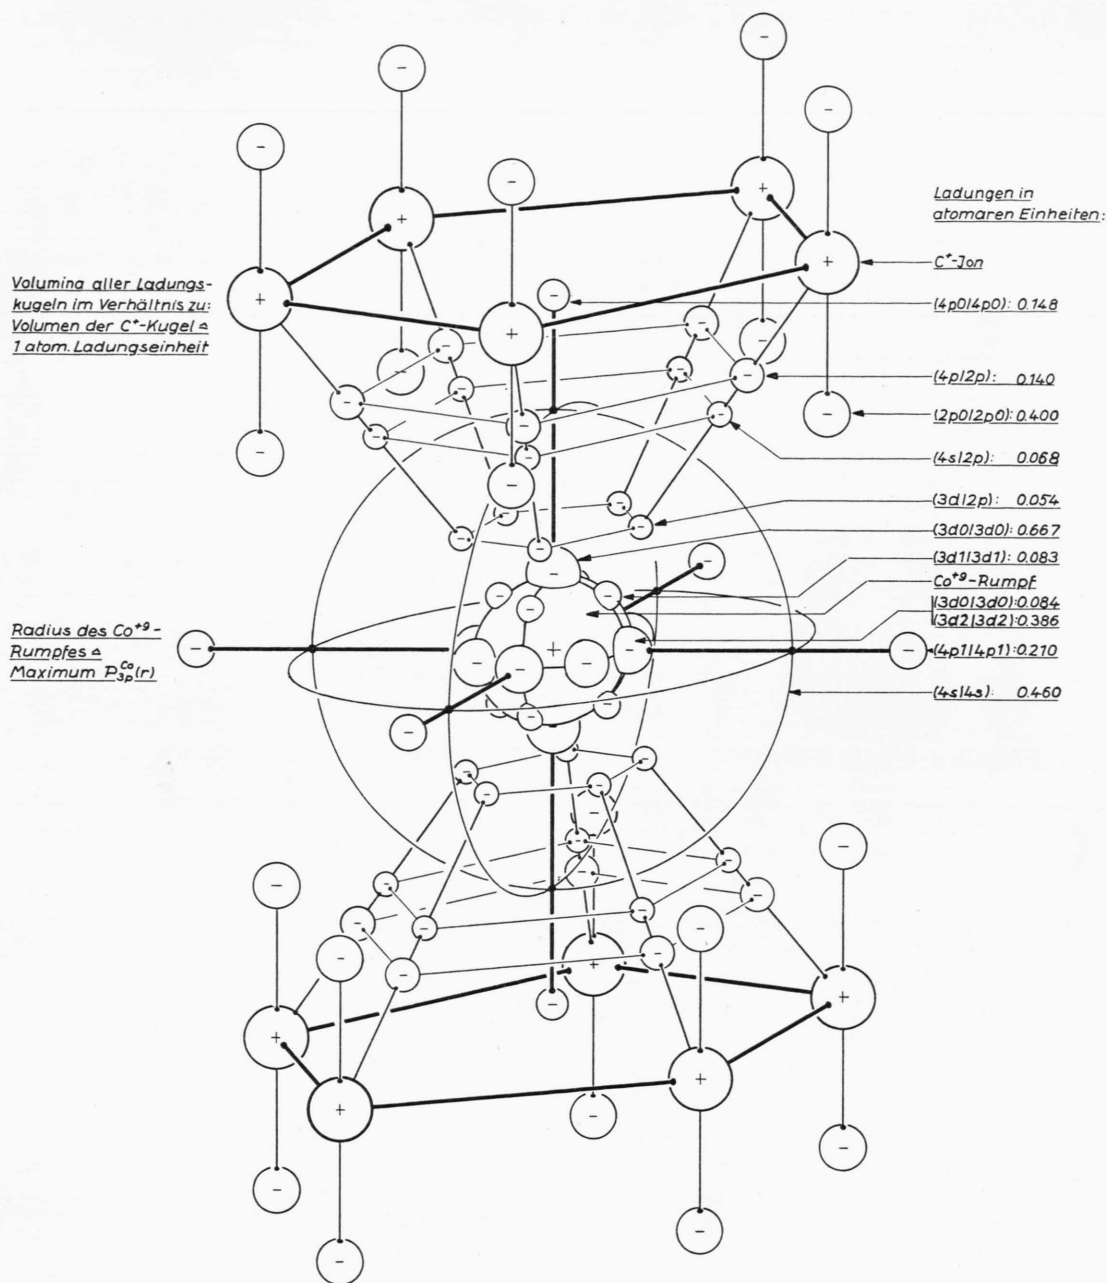 Ladungen in
atomaren Einheiten:
C⁺-Jon
Volumina aller Ladungs-
kugeln im Verhältnis zu:
Volumen der C⁺-Kugel ≙
1 atom. Ladungseinheit
(4p0|4p0): 0.148
(4p|2p): 0.140
(2p0|2p0): 0.400
(4s|2p): 0.068
(3d|2p): 0.054
(3d0|3d0): 0.667
(3d1|3d1): 0.083
Co⁺⁹-Rumpf
(3d0|3d0): 0.084
(3d2|3d2): 0.386
(4p1|4p1): 0.210
(4s|4s): 0.460
Radius des Co⁺⁹-
Rumpfes ≙
Maximum P₃ₚᶜᵒ(r)